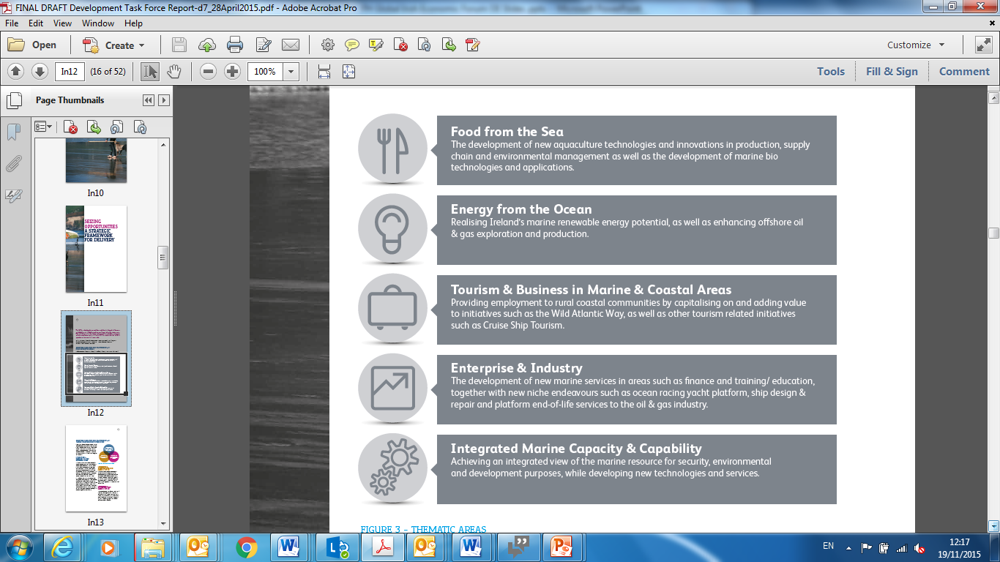 FINAL DRAFT Development Task Force Report-d7_28April2015.pdf - Adobe Acrobat Pro
File Edit View Window Help
Open Create Customize
In12 (16 of 52) 100% Tools Fill & Sign Comment
Page Thumbnails
In10
SEIZING
OPPORTUNITIES
A STRATEGIC
FRAMEWORK
FOR DELIVERY
In11
In12
In13
Food from the Sea
The development of new aquaculture technologies and innovations in production, supply
chain and environmental management as well as the development of marine bio
technologies and applications.
Energy from the Ocean
Realising Ireland's marine renewable energy potential, as well as enhancing offshore oil
& gas exploration and production.
Tourism & Business in Marine & Coastal Areas
Providing employment to rural coastal communities by capitalising on and adding value
to initiatives such as the Wild Atlantic Way, as well as other tourism related initiatives
such as Cruise Ship Tourism.
Enterprise & Industry
The development of new marine services in areas such as finance and training/ education,
together with new niche endeavours such as ocean racing yacht platform, ship design &
repair and platform end-of-life services to the oil & gas industry.
Integrated Marine Capacity & Capability
Achieving an integrated view of the marine resource for security, environmental
and development purposes, while developing new technologies and services.
FIGURE 3 – THEMATIC AREAS
EN
12:17
19/11/2015